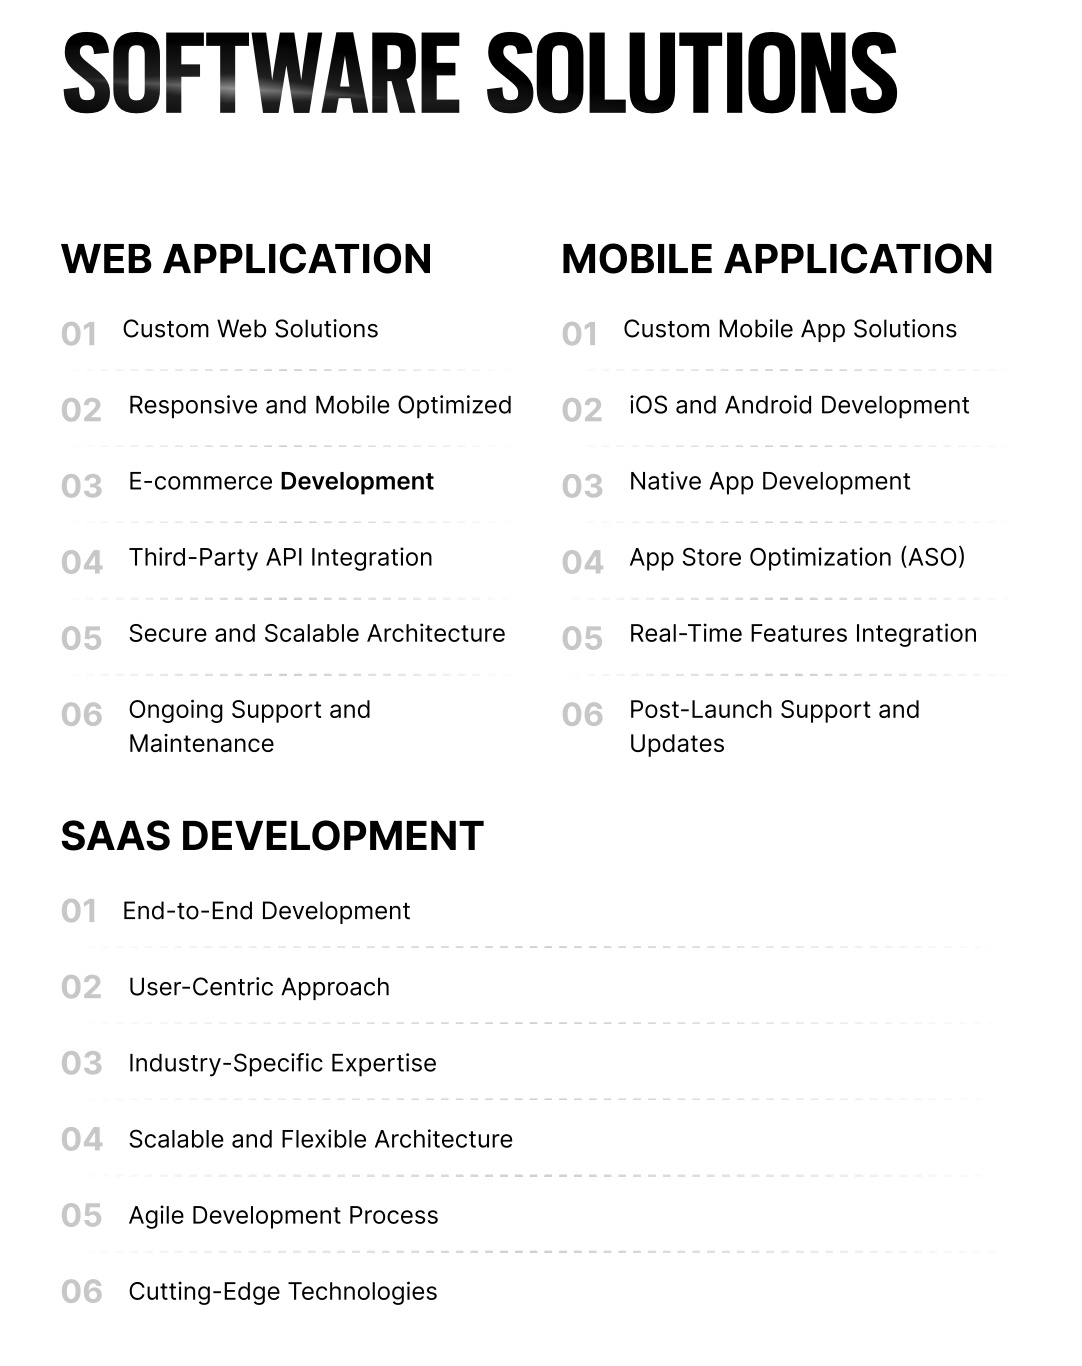 SOFTWARE SOLUTIONS
WEB APPLICATION
01 Custom Web Solutions
02 Responsive and Mobile Optimized
03 E-commerce Development
04 Third-Party API Integration
05 Secure and Scalable Architecture
06 Ongoing Support and
Maintenance
MOBILE APPLICATION
01 Custom Mobile App Solutions
02 iOS and Android Development
03 Native App Development
04 App Store Optimization (ASO)
05 Real-Time Features Integration
06 Post-Launch Support and
Updates
SAAS DEVELOPMENT
01 End-to-End Development
02 User-Centric Approach
03 Industry-Specific Expertise
04 Scalable and Flexible Architecture
05 Agile Development Process
06 Cutting-Edge Technologies